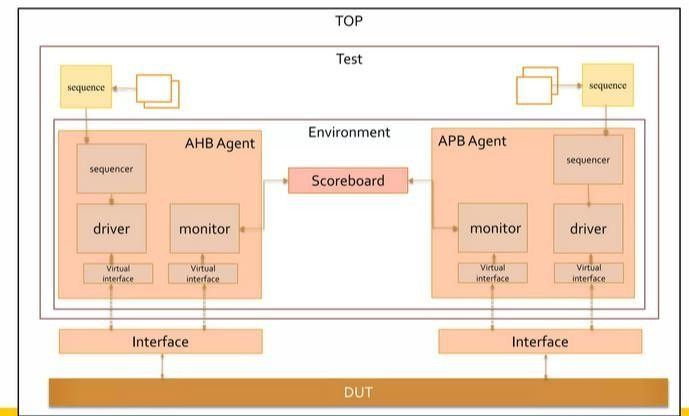 TOP
Test
sequence
sequence
Environment
AHB Agent
APB Agent
sequencer
sequencer
Scoreboard
driver
monitor
monitor
driver
Virtual
interface
Virtual
interface
Virtual
interface
Virtual
interface
Interface
Interface
DUT